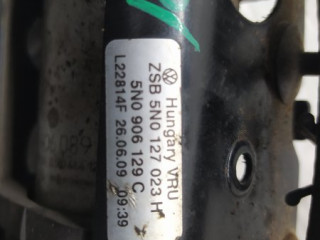 Hungary VRU
ZSB 5N0 127 023 H
5N0 906 129 C
L22814F 26.06.09 09:39